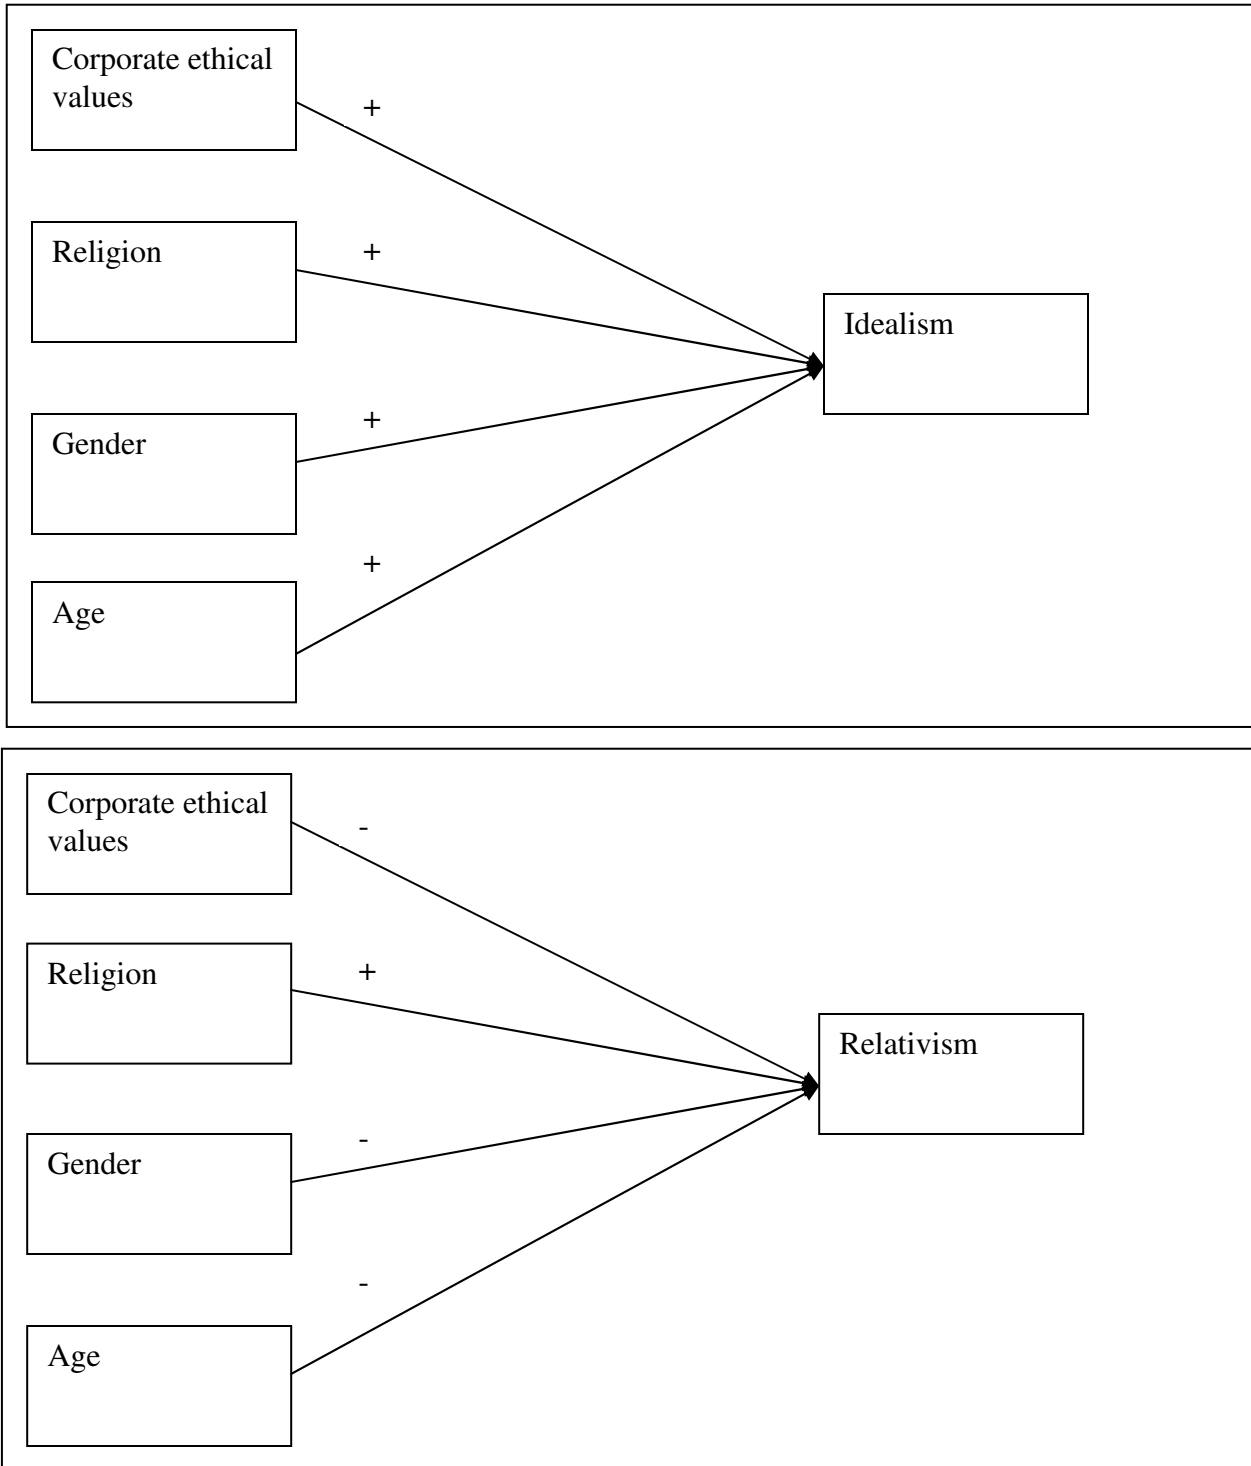 Corporate ethical
values
+
Religion
+
Idealism
Gender
+
Age
+
Corporate ethical
values
-
Religion
+
Relativism
Gender
-
Age
-